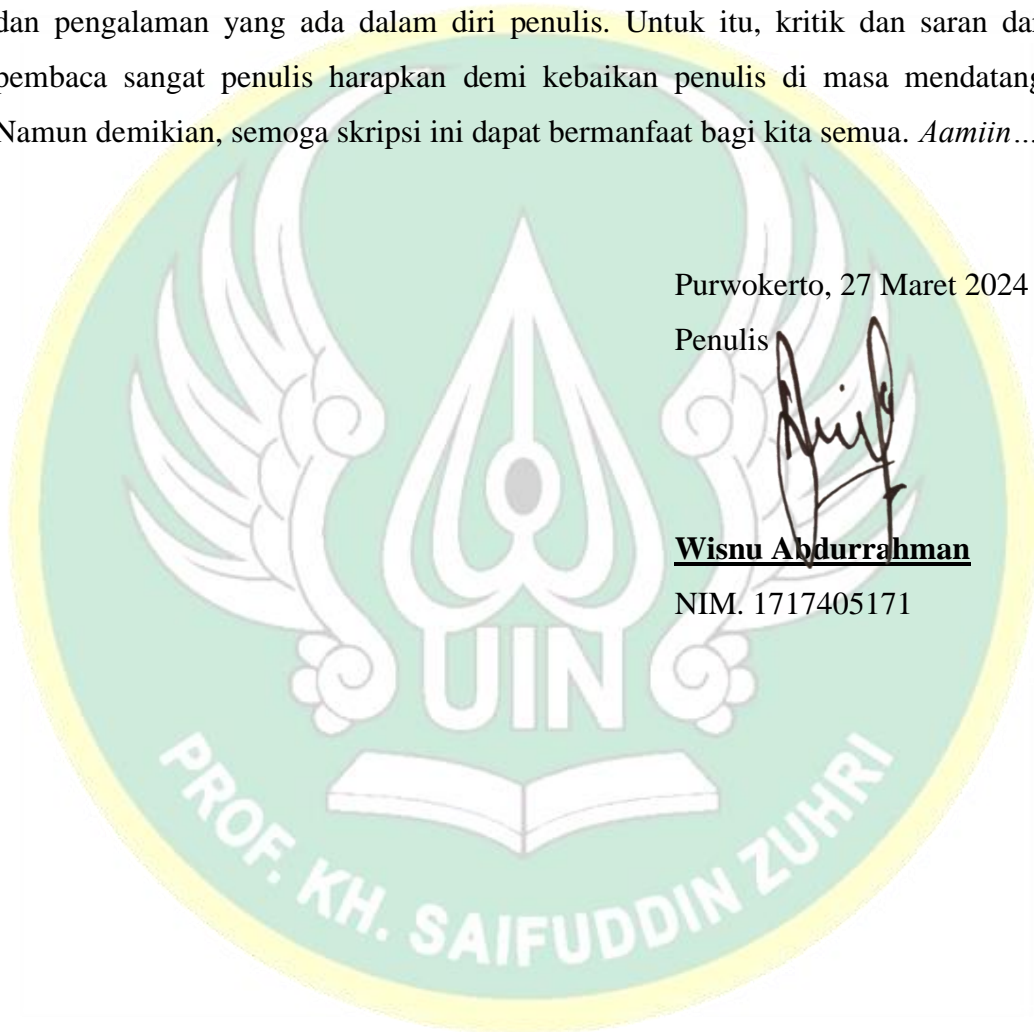 dan pengalaman yang ada dalam diri penulis. Untuk itu, kritik dan saran da
pembaca sangat penulis harapkan demi kebaikan penulis di masa mendatang
Namun demikian, semoga skripsi ini dapat bermanfaat bagi kita semua. Aamiin...
Purwokerto, 27 Maret 2024
Penulis
Wisnu Abdurrahman
NIM. 1717405171
UIN
PROF. KH. SAIFUDDIN ZUHRI